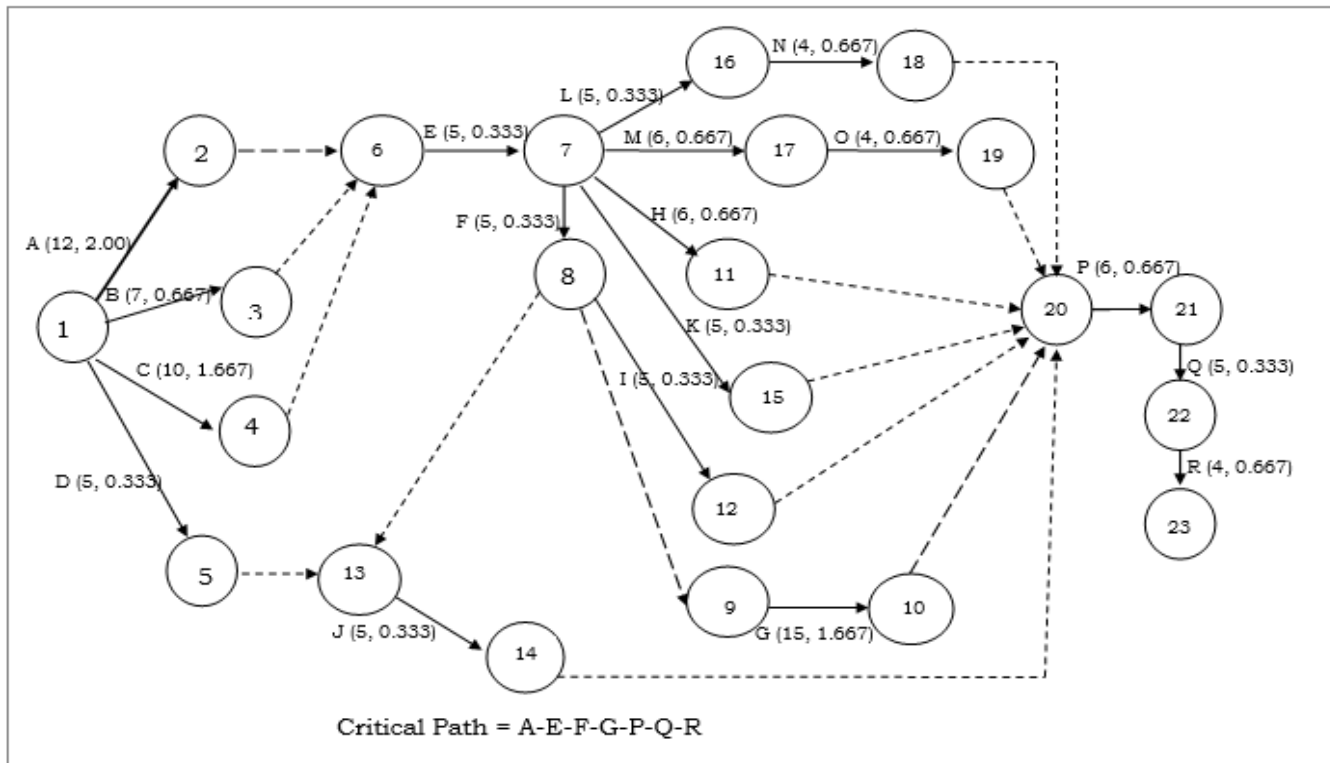 16
N (4, 0.667)
18
L (5, 0.333)
2
6
E (5, 0.333)
7
M (6, 0.667)
17
O (4, 0.667)
19
A (12, 2.00)
F (5, 0.333)
H (6, 0.667)
8
11
B (7, 0.667)
3
1
K (5, 0.333)
20
P (6, 0.667)
21
C (10, 1.667)
I (5, 0.333)
15
Q (5, 0.333)
4
22
D (5, 0.333)
12
R (4, 0.667)
23
5
13
9
10
G (15, 1.667)
J (5, 0.333)
14
Critical Path = A-E-F-G-P-Q-R